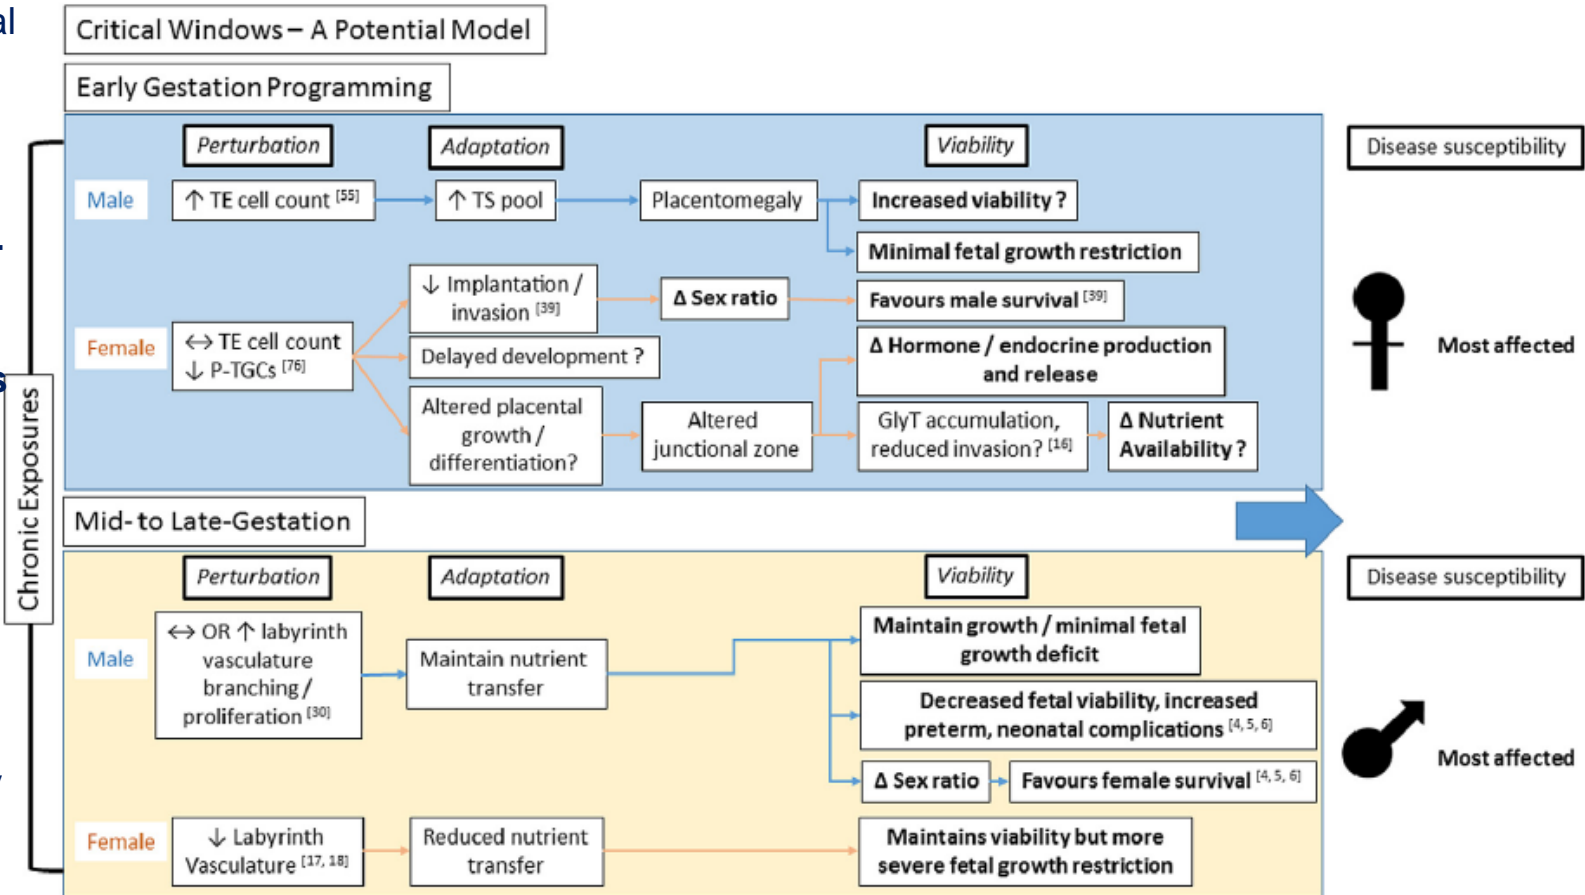 al
Critical Windows – A Potential Model
Early Gestation Programming
Perturbation
Adaptation
Viability
Disease susceptibility
Male
↑ TE cell count [55]
↑ TS pool
Placentomegaly
Increased viability ?
Minimal fetal growth restriction
Female
↔ TE cell count
↓ P-TGCs [76]
↓ Implantation /
invasion [39]
Δ Sex ratio
Favours male survival [39]
Delayed development ?
Altered placental
growth /
differentiation?
Altered
junctional zone
Δ Hormone / endocrine production
and release
GlyT accumulation,
reduced invasion? [16]
Δ Nutrient
Availability ?
Most affected
s
Chronic Exposures
Mid- to Late-Gestation
Perturbation
Adaptation
Viability
Disease susceptibility
Male
↔ OR ↑ labyrinth
vasculature
branching /
proliferation [30]
Maintain nutrient
transfer
Maintain growth / minimal fetal
growth deficit
Decreased fetal viability, increased
preterm, neonatal complications [4, 5, 6]
Δ Sex ratio
Favours female survival [4, 5, 6]
Most affected
Female
↓ Labyrinth
Vasculature [17, 18]
Reduced nutrient
transfer
Maintains viability but more
severe fetal growth restriction